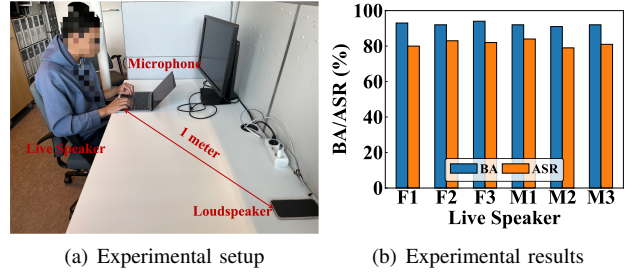 Microphone
1 meter
Live Speaker
Loudspeaker
(a) Experimental setup
BA/ASR (%)
100
80
60
40
20
0
BA ASR
F1 F2 F3 M1 M2 M3
Live Speaker
(b) Experimental results